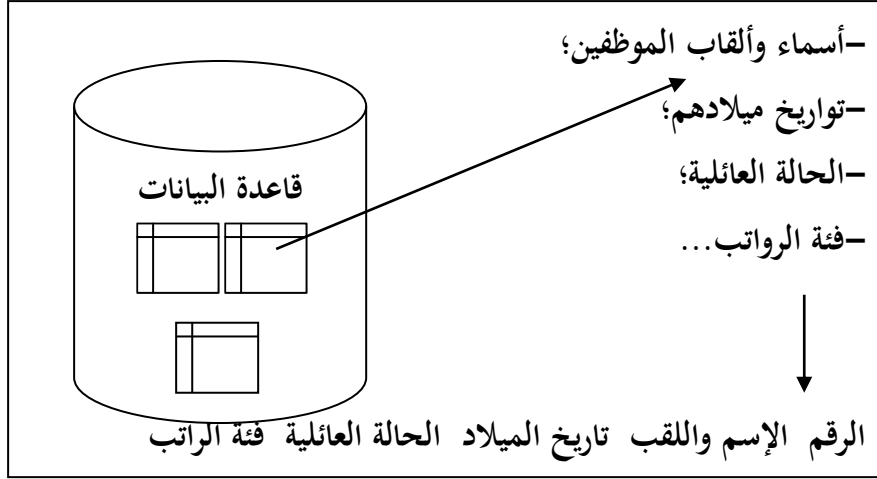 –أسماء وألقاب الموظفين؛
–تواريخ ميلادهم؛
–الحالة العائلية؛
–فئة الرواتب...
قاعدة البيانات
الرقم الإسم واللقب تاريخ الميلاد الحالة العائلية فئة الراتب